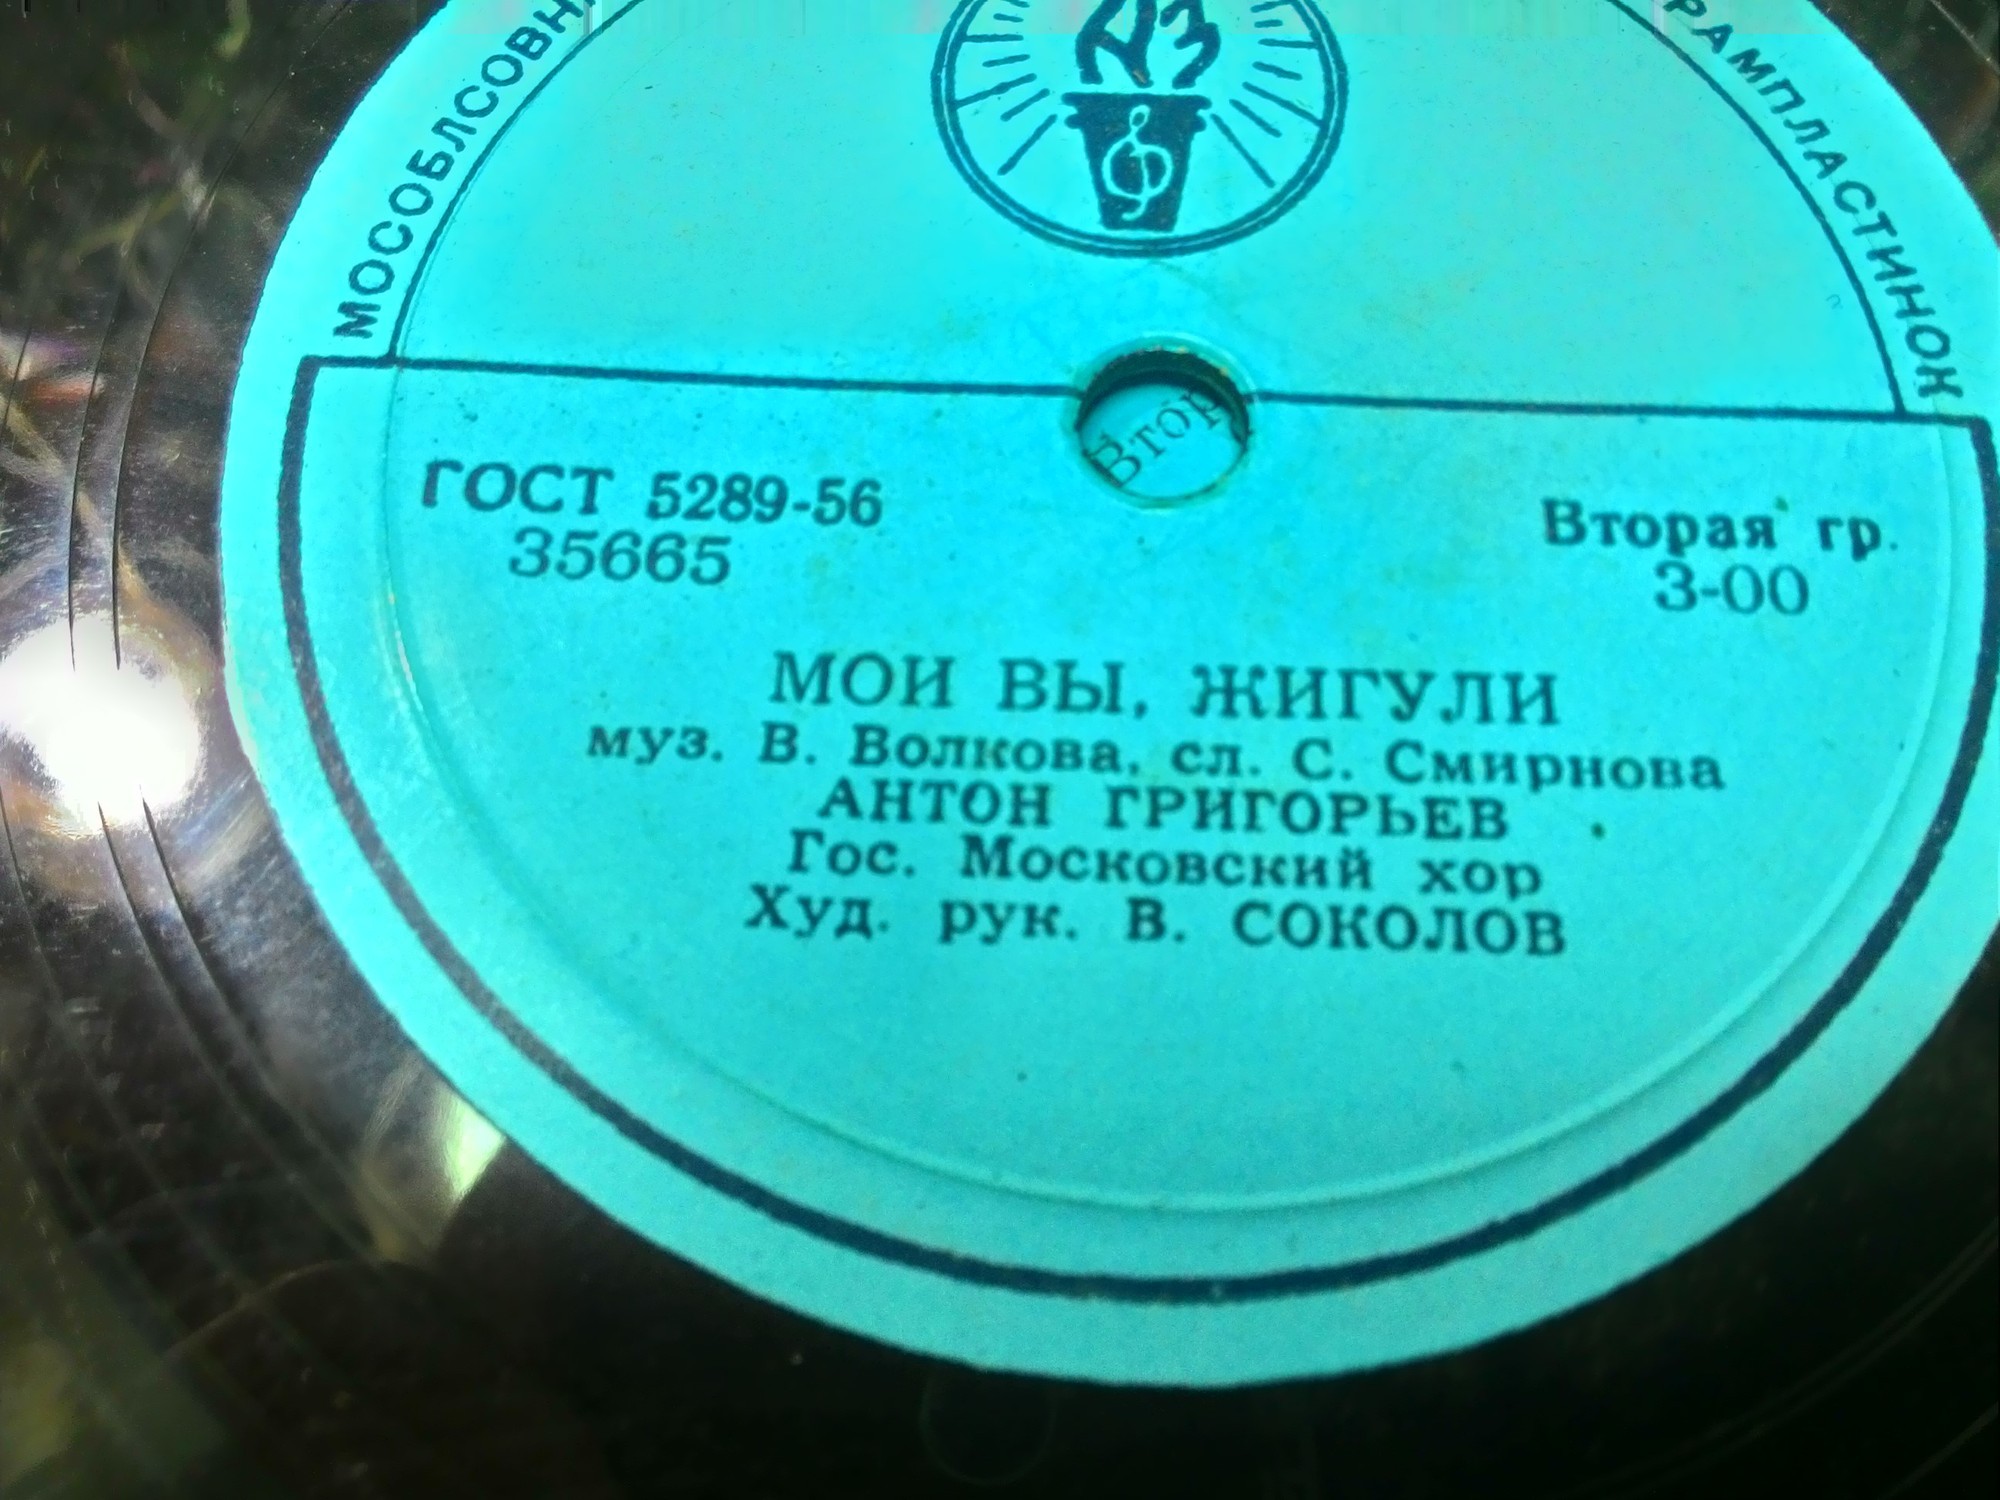 МОСОБЛСОВН
РАМПЛАСТИНОК
Втор
ГОСТ 5289-56
35665
Вторая гр.
3-00
МОИ ВЫ, ЖИГУЛИ
муз. В. Волкова, сл. С. Смирнова
АНТОН ГРИГОРЬЕВ
Гос. Московский хор
Худ. рук. В. СОКОЛОВ